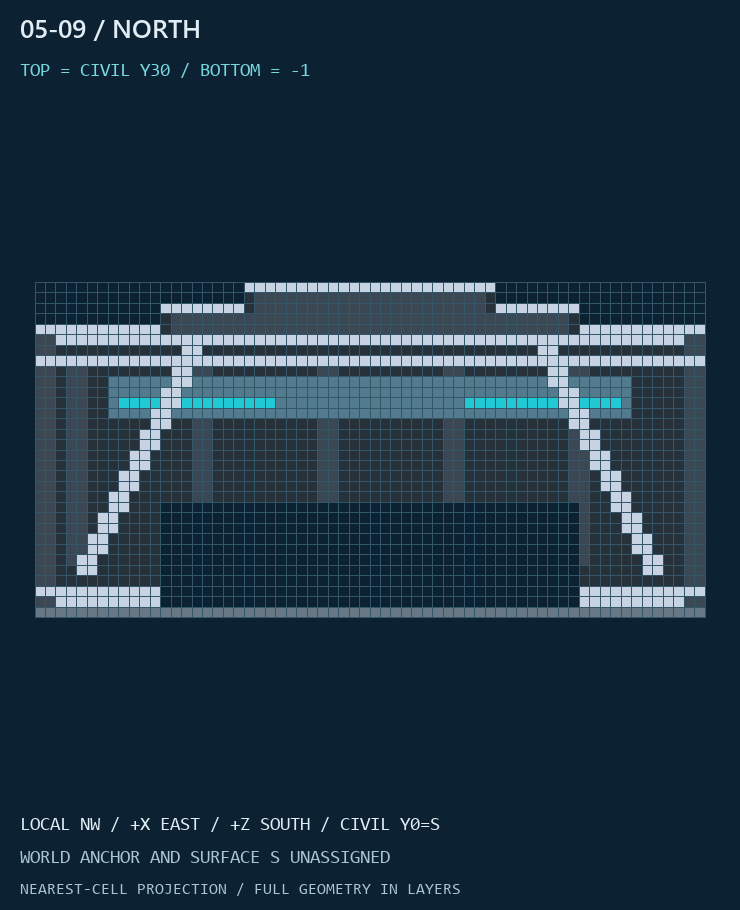 05-09 / NORTH
TOP = CIVIL Y30 / BOTTOM = -1
LOCAL NW / +X EAST / +Z SOUTH / CIVIL Y0=S
WORLD ANCHOR AND SURFACE S UNASSIGNED
NEAREST-CELL PROJECTION / FULL GEOMETRY IN LAYERS